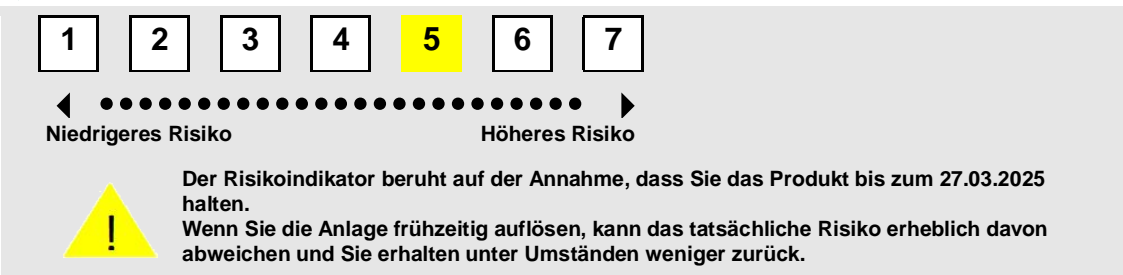 1 2 3 4 5 6 7
Niedrigeres Risiko Höheres Risiko
Der Risikoindikator beruht auf der Annahme, dass Sie das Produkt bis zum 27.03.2025
halten.
Wenn Sie die Anlage frühzeitig auflösen, kann das tatsächliche Risiko erheblich davon
! abweichen und Sie erhalten unter Umständen weniger zurück.